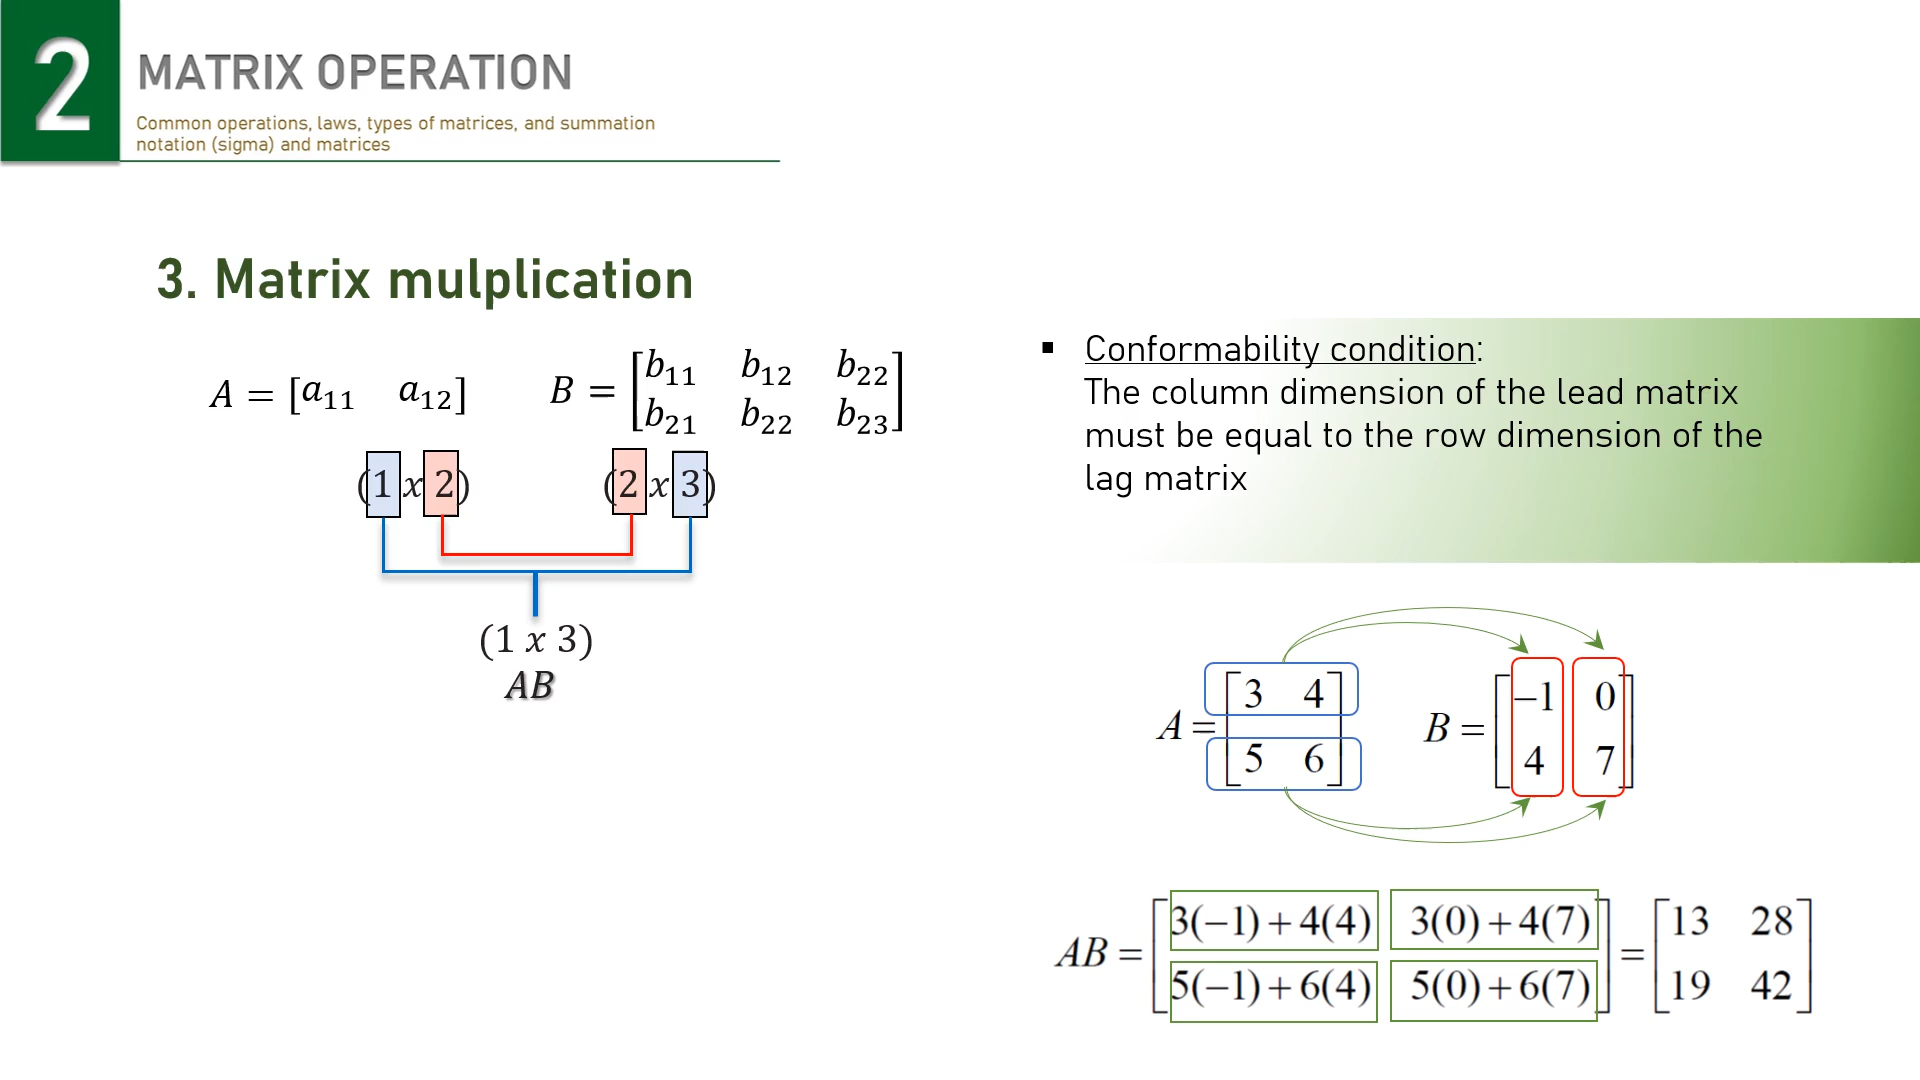 2
MATRIX OPERATION
Common operations, laws, types of matrices, and summation
notation (sigma) and matrices
3. Matrix mulplication
A = [a11 a12]
B = [b11 b12 b22
b21 b22 b23]
(1 x 2) (2 x 3)
(1 x 3)
AB
▪ Conformability condition:
The column dimension of the lead matrix
must be equal to the row dimension of the
lag matrix
A = [3 4
5 6]
B = [−1 0
4 7]
AB = [3(−1)+4(4) 3(0)+4(7)
5(−1)+6(4) 5(0)+6(7)] = [13 28
19 42]